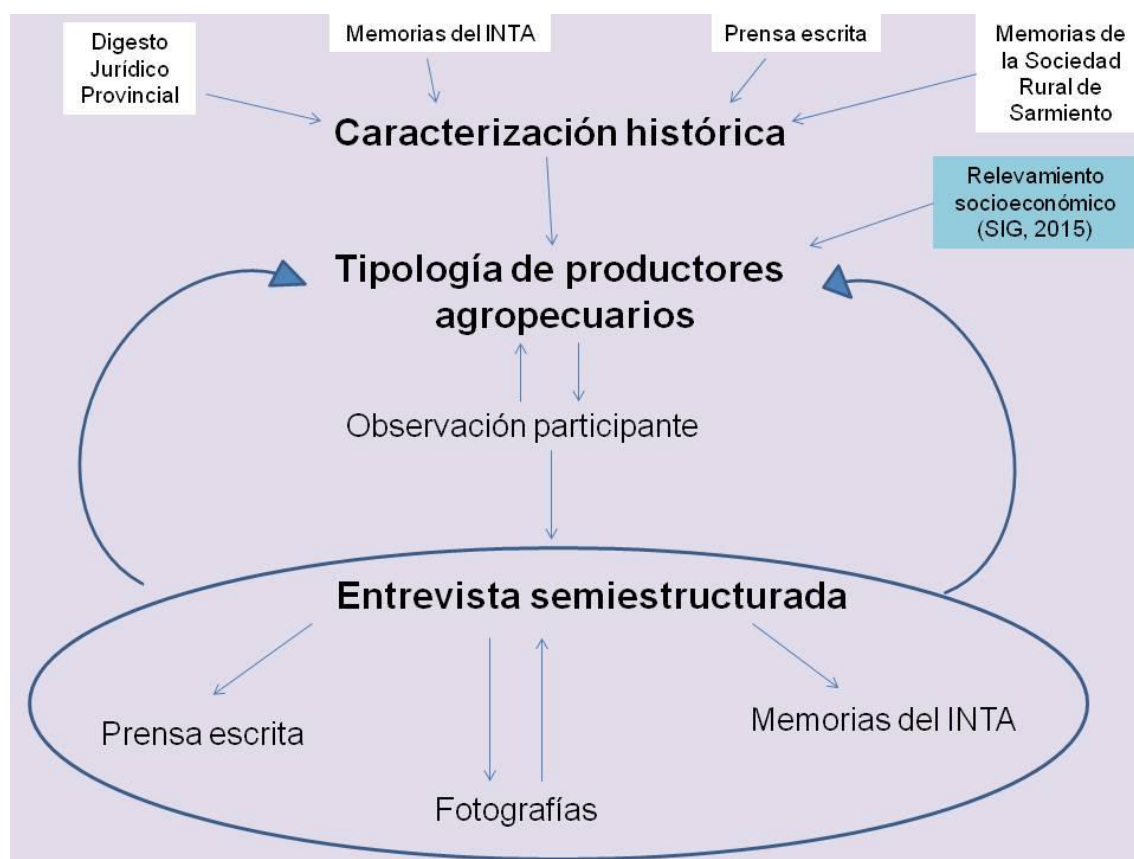 Digesto
Jurídico
Provincial
Memorias del INTA
Prensa escrita
Memorias de
la Sociedad
Rural de
Sarmiento
Caracterización histórica
Relevamiento
socioeconómico
(SIG, 2015)
Tipología de productores
agropecuarios
Observación participante
Entrevista semiestructurada
Prensa escrita
Memorias del INTA
Fotografías